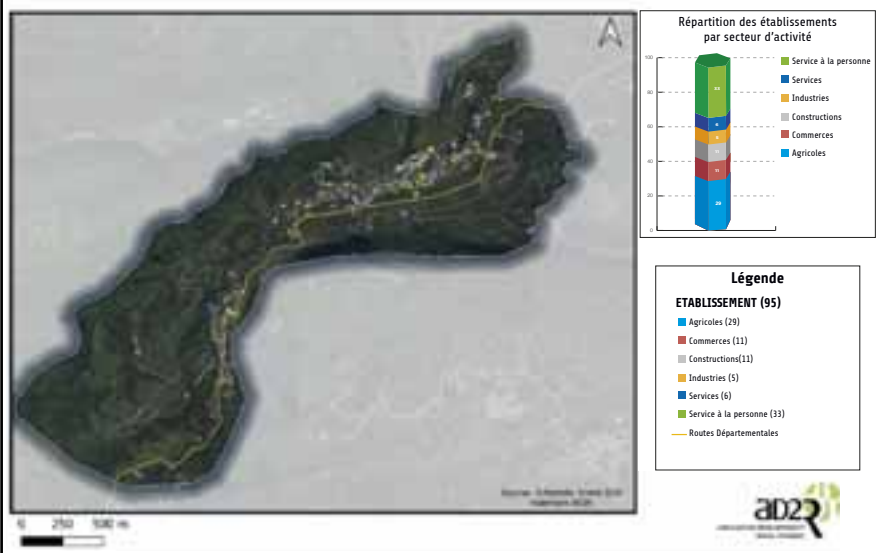 Répartition des établissements
par secteur d'activité
100
80
60
40
20
0
33
6
11
29
Service à la personne
Services
Industries
Constructions
Commerces
Agricoles
Légende
ETABLISSEMENT (95)
Agricoles (29)
Commerces (11)
Constructions(11)
Industries (5)
Services (6)
Service à la personne (33)
Routes Départementales
0 250 500 m
AD2R